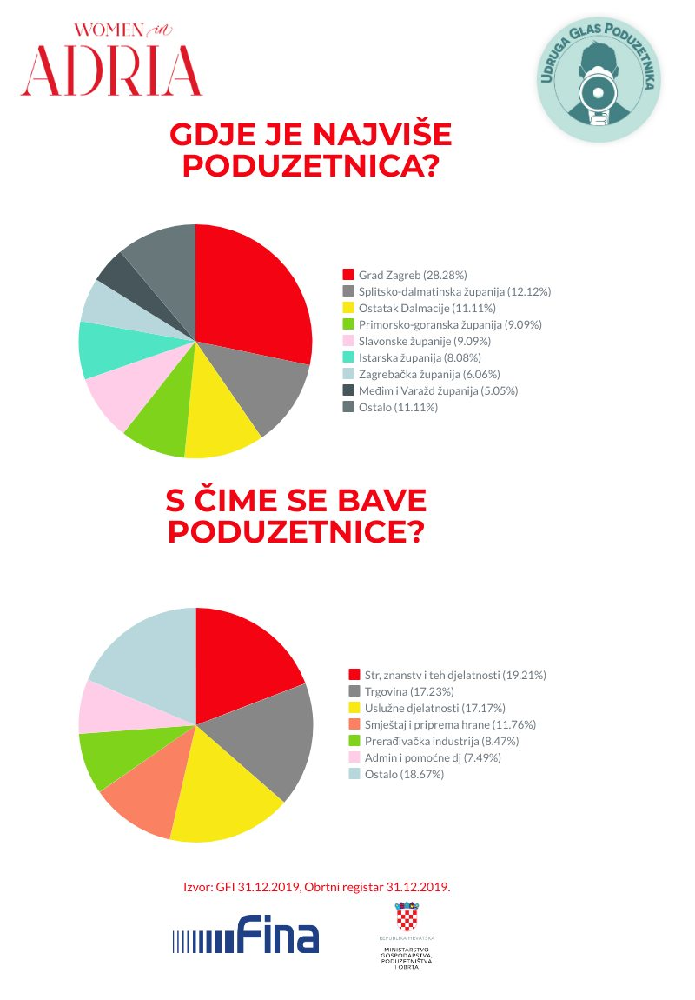 WOMEN in
ADRIA
UDRUGA GLAS PODUZETNIKA
GDJE JE NAJVIŠE
PODUZETNICA?
Grad Zagreb (28.28%)
Splitsko-dalmatinska županija (12.12%)
Ostatak Dalmacije (11.11%)
Primorsko-goranska županija (9.09%)
Slavonske županije (9.09%)
Istarska županija (8.08%)
Zagrebačka županija (6.06%)
Međim i Varažd županija (5.05%)
Ostalo (11.11%)
S ČIME SE BAVE
PODUZETNICE?
Str, znanstv i teh djelatnosti (19.21%)
Trgovina (17.23%)
Uslužne djelatnosti (17.17%)
Smještaj i priprema hrane (11.76%)
Prerađivačka industrija (8.47%)
Admin i pomoćne dj (7.49%)
Ostalo (18.67%)
Izvor: GFI 31.12.2019, Obrtni registar 31.12.2019.
Fina
REPUBLIKA HRVATSKA
MINISTARSTVO
GOSPODARSTVA,
PODUZETNIŠTVA
I OBRTA